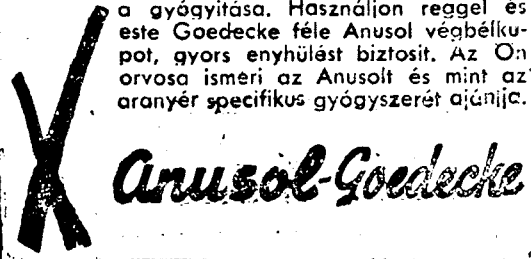 a gyógyitása. Használjon reggel és
este Goedecke féle Anusol végbélku-
pot, gyors enyhülést biztosit. Az Ön
orvosa ismeri az Anusolt és mint az
aranyér specifikus gyógyszerét ajánlja.
Anusol-Goedecke